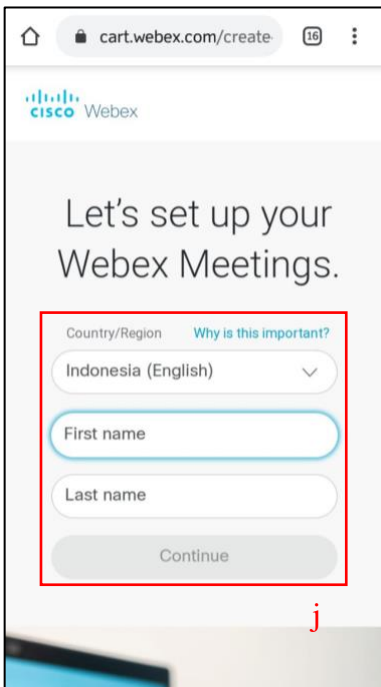 cart.webex.com/create- 16
cisco Webex
Let's set up your
Webex Meetings.
Country/Region Why is this important?
Indonesia (English)
First name
Last name
Continue
j